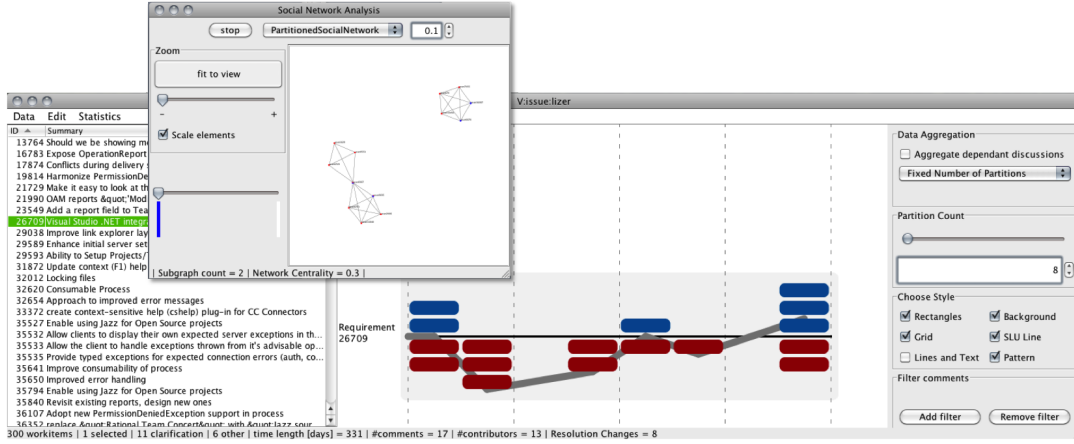 Social Network Analysis
stop
PartitionedSocialNetwork
0.1
Zoom
fit to view
- +
Scale elements
| Subgraph count = 2 | Network Centrality = 0.3 |
V:issue:lizer
Data Edit Statistics
ID Summary
13764 Should we be showing m
16783 Expose OperationReport
17874 Conflicts during delivery
19814 Harmonize PermissionDe
21729 Make it easy to look at th
21990 OAM reports &quot;'Mod
23549 Add a report field to Tea
26709 Visual Studio .NET integr
29038 Improve link explorer lay
29589 Enhance initial server set
29593 Ability to Setup Projects/
31872 Update context (F1) help
32012 Locking files
32620 Consumable Process
32654 Approach to improved error messages
33372 create context-sensitive help (cshelp) plug-in for CC Connectors
35527 Enable using Jazz for Open Source projects
35532 Allow clients to display their own expected server exceptions in th...
35533 Allow the client to handle exceptions thrown from it's advisable op...
35535 Provide typed exceptions for expected connection errors (auth, co...
35641 Improve consumability of process
35650 Improved error handling
35794 Enable using Jazz for Open Source projects
35840 Revisit existing reports, design new ones
36107 Adopt new PermissionDeniedException support in process
36352 replace &quot;Rational Team Concert&quot; with &quot;Jazz sour
Requirement
26709
Data Aggregation
Aggregate dependant discussions
Fixed Number of Partitions
Partition Count
8
Choose Style
Rectangles Background
Grid SLU Line
Lines and Text Pattern
Filter comments
Add filter Remove filter
300 workitems | 1 selected | 11 clarification | 6 other | time length [days] = 331 | #comments = 17 | #contributors = 13 | Resolution Changes = 8